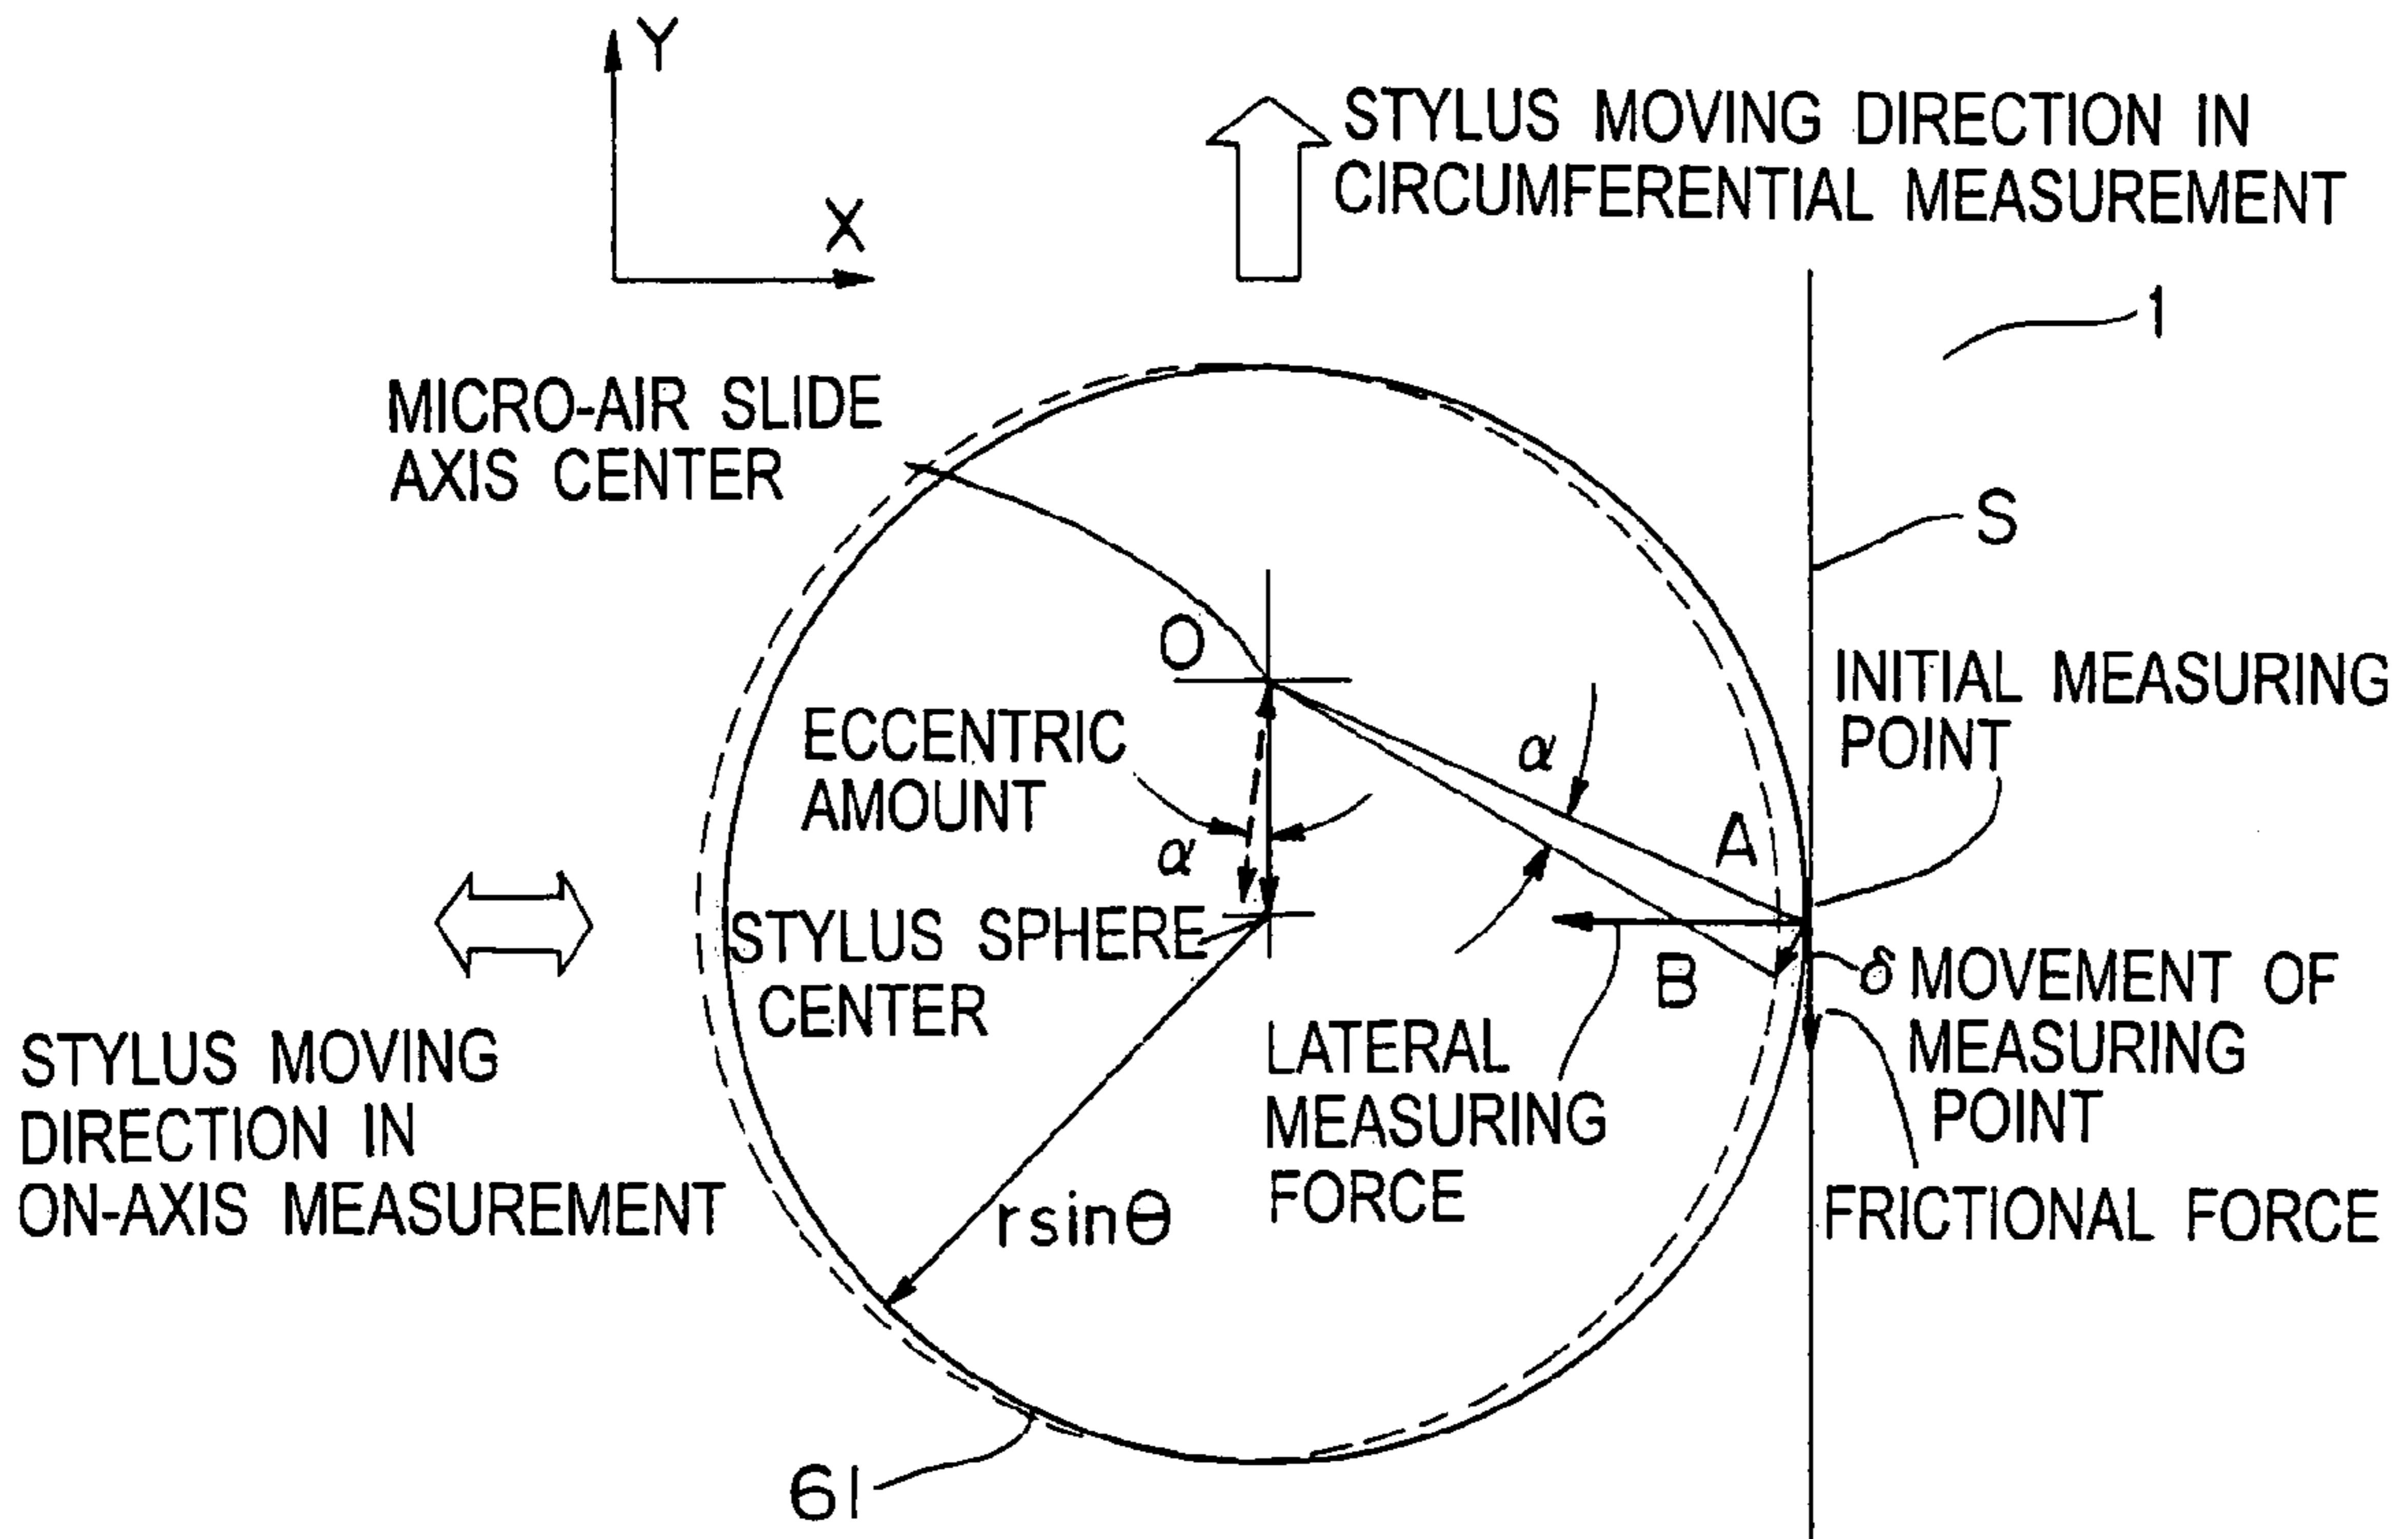 Y
X
STYLUS MOVING DIRECTION IN
CIRCUMFERENTIAL MEASUREMENT
1
MICRO-AIR SLIDE
AXIS CENTER
S
O
INITIAL MEASURING
POINT
ECCENTRIC
AMOUNT
α
α
A
STYLUS SPHERE
CENTER
B
δ MOVEMENT OF
MEASURING
POINT
LATERAL
MEASURING
FORCE
STYLUS MOVING
DIRECTION IN
ON-AXIS MEASUREMENT
rsinθ
FRICTIONAL FORCE
61